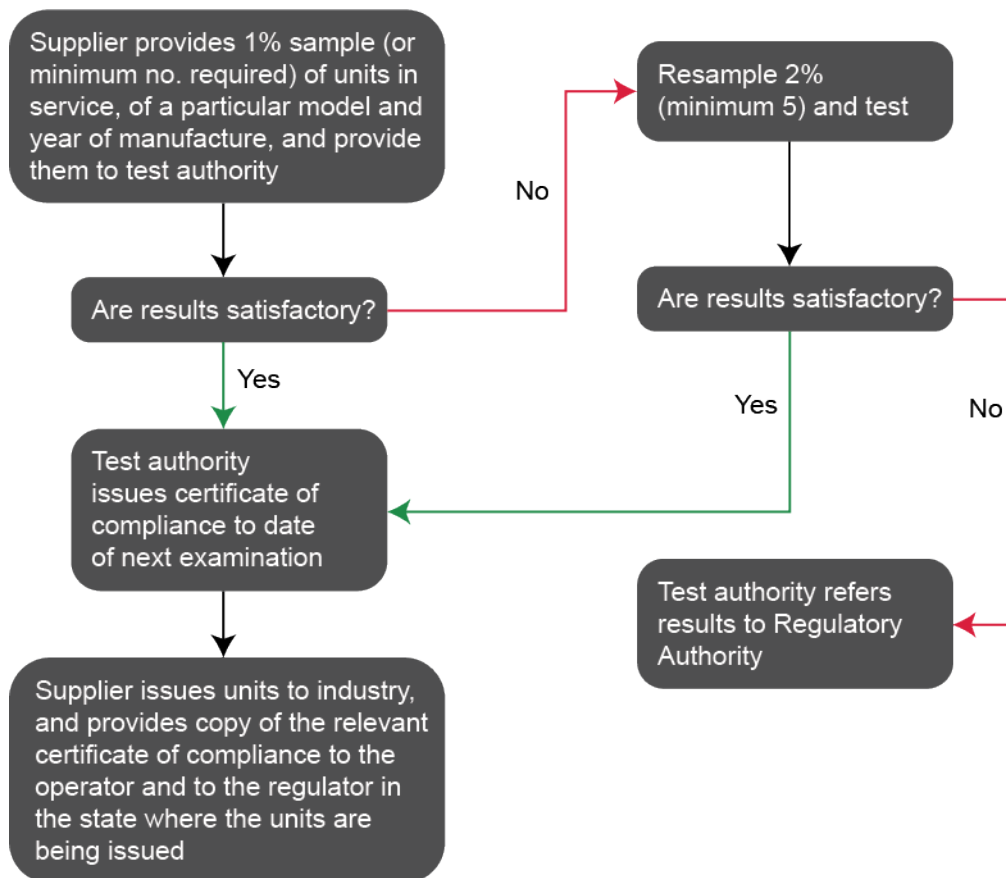 Supplier provides 1% sample (or
minimum no. required) of units in
service, of a particular model and
year of manufacture, and provide
them to test authority
Are results satisfactory?
Yes
No
Test authority
issues certificate of
compliance to date
of next examination
Supplier issues units to industry,
and provides copy of the relevant
certificate of compliance to the
operator and to the regulator in
the state where the units are
being issued
Resample 2%
(minimum 5) and test
Are results satisfactory?
Yes
No
Test authority refers
results to Regulatory
Authority